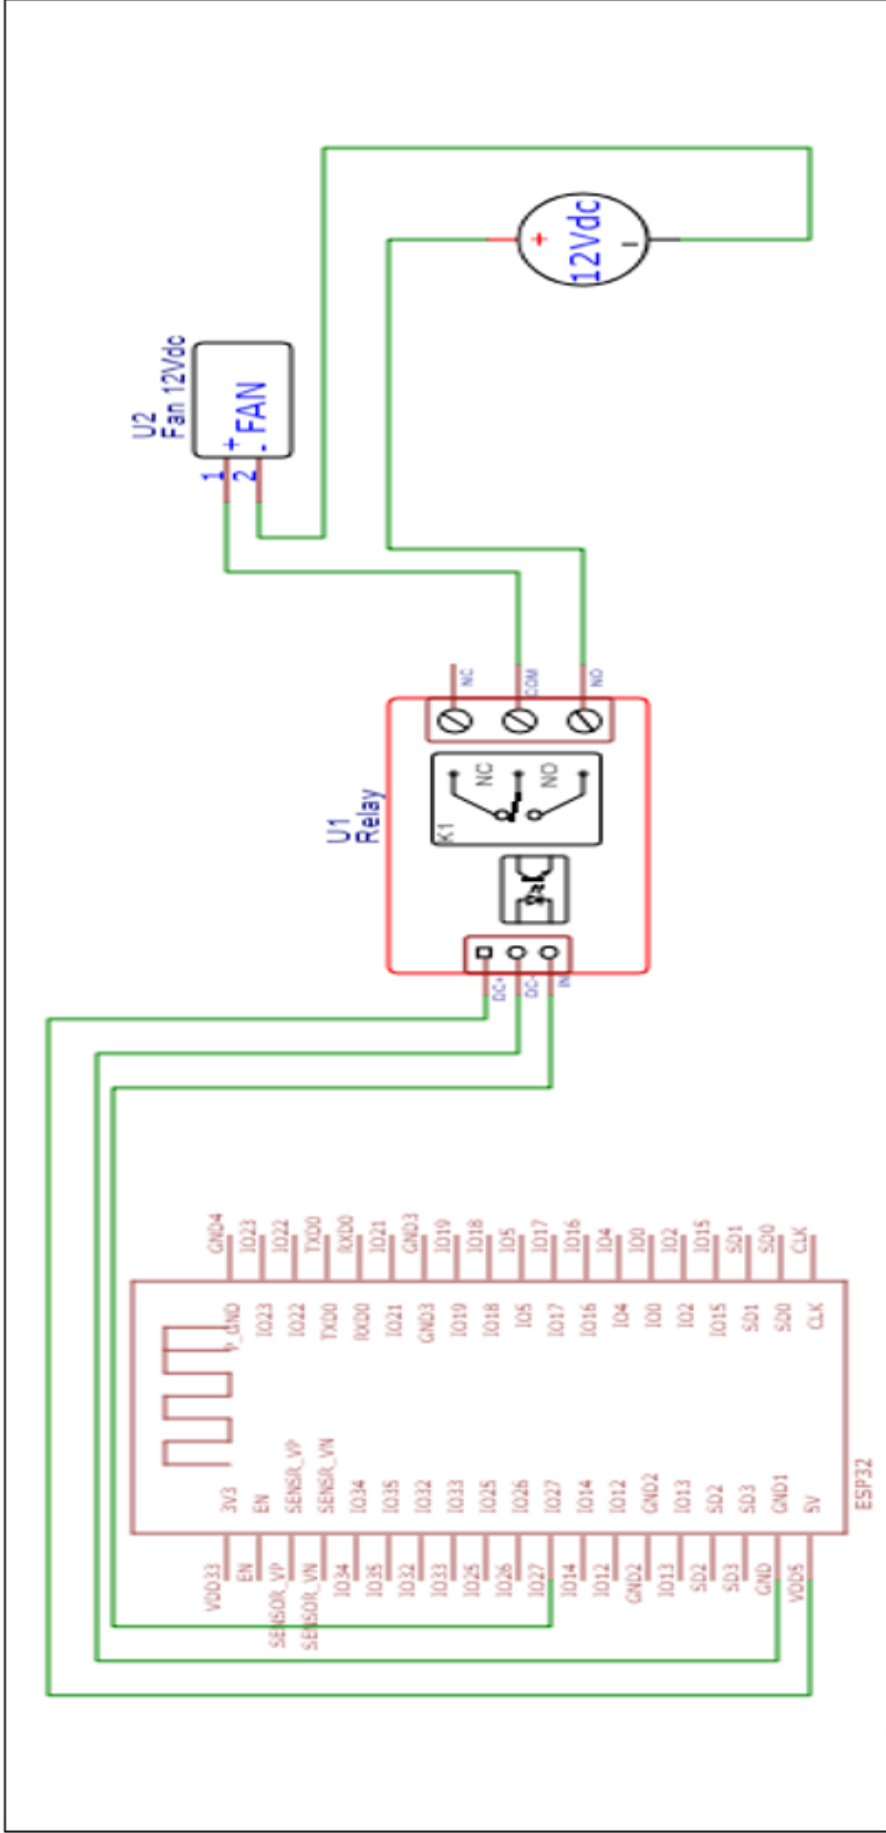 U2
Fan 12Vdc
1
2
+
-
FAN
+
12Vdc
-
NC
COM
NO
U1
Relay
K1
NC
NO
DC+
DC-
IN
GND4
IO23
IO22
TXD0
RXD0
IO21
GND3
IO19
IO18
IO5
IO17
IO16
IO4
IO0
IO2
IO15
SD1
SD0
CLK
P_GND
IO23
IO22
TXD0
RXD0
IO21
GND3
IO19
IO18
IO5
IO17
IO16
IO4
IO0
IO2
IO15
SD1
SD0
CLK
3V3
EN
SENSR_VP
SENSR_VN
IO34
IO35
IO32
IO33
IO25
IO26
IO27
IO14
IO12
GND2
IO13
SD2
SD3
GND1
5V
VDD33
EN
SENSOR_VP
SENSOR_VN
IO34
IO35
IO32
IO33
IO25
IO26
IO27
IO14
IO12
GND2
IO13
SD2
SD3
GND
VDD5
ESP32